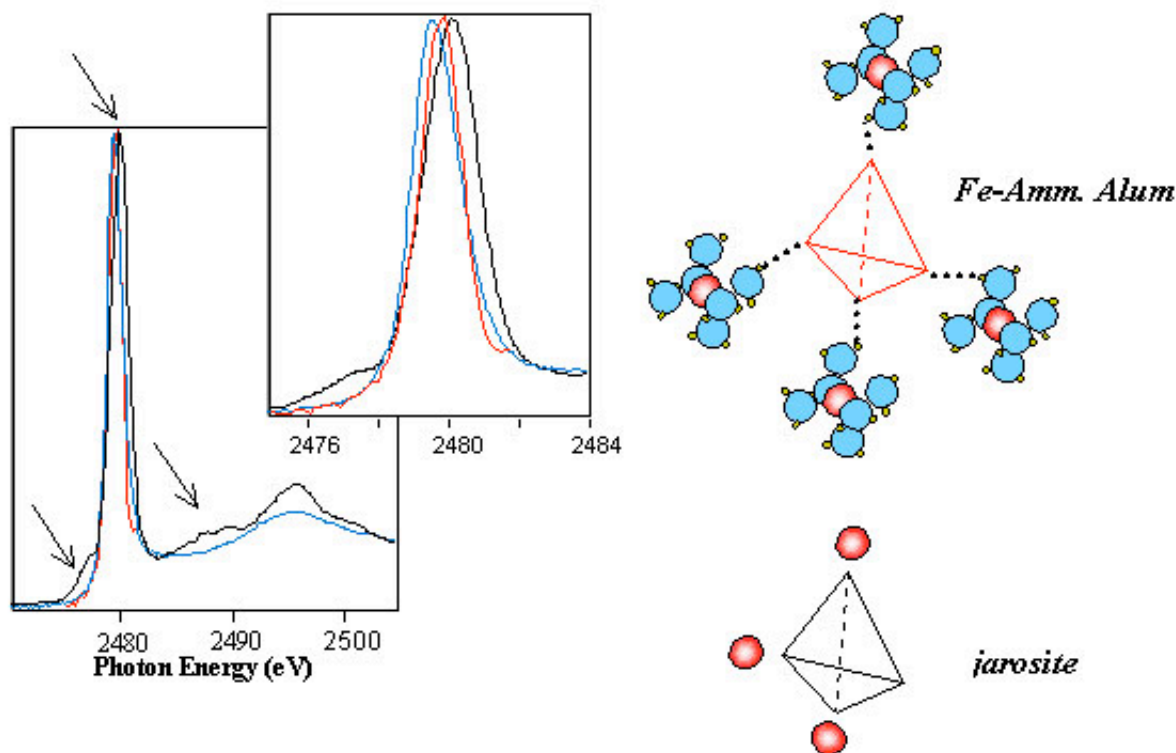 2476 2480 2484
2480 2490 2500
Photon Energy (eV)
Fe-Amm. Alum
jarosite